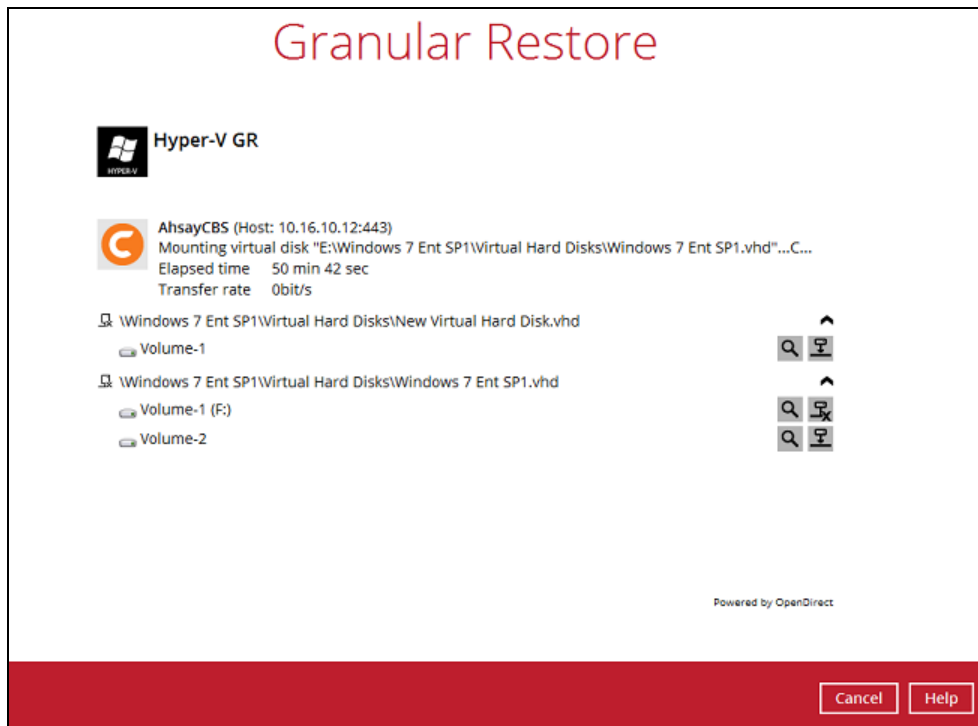 Granular Restore
Hyper-V GR
HYPER-V
AhsayCBS (Host: 10.16.10.12:443)
Mounting virtual disk "E:\Windows 7 Ent SP1\Virtual Hard Disks\Windows 7 Ent SP1.vhd"...C...
Elapsed time 50 min 42 sec
Transfer rate 0bit/s
\Windows 7 Ent SP1\Virtual Hard Disks\New Virtual Hard Disk.vhd
Volume-1
\Windows 7 Ent SP1\Virtual Hard Disks\Windows 7 Ent SP1.vhd
Volume-1 (F:)
Volume-2
Powered by OpenDirect
Cancel Help